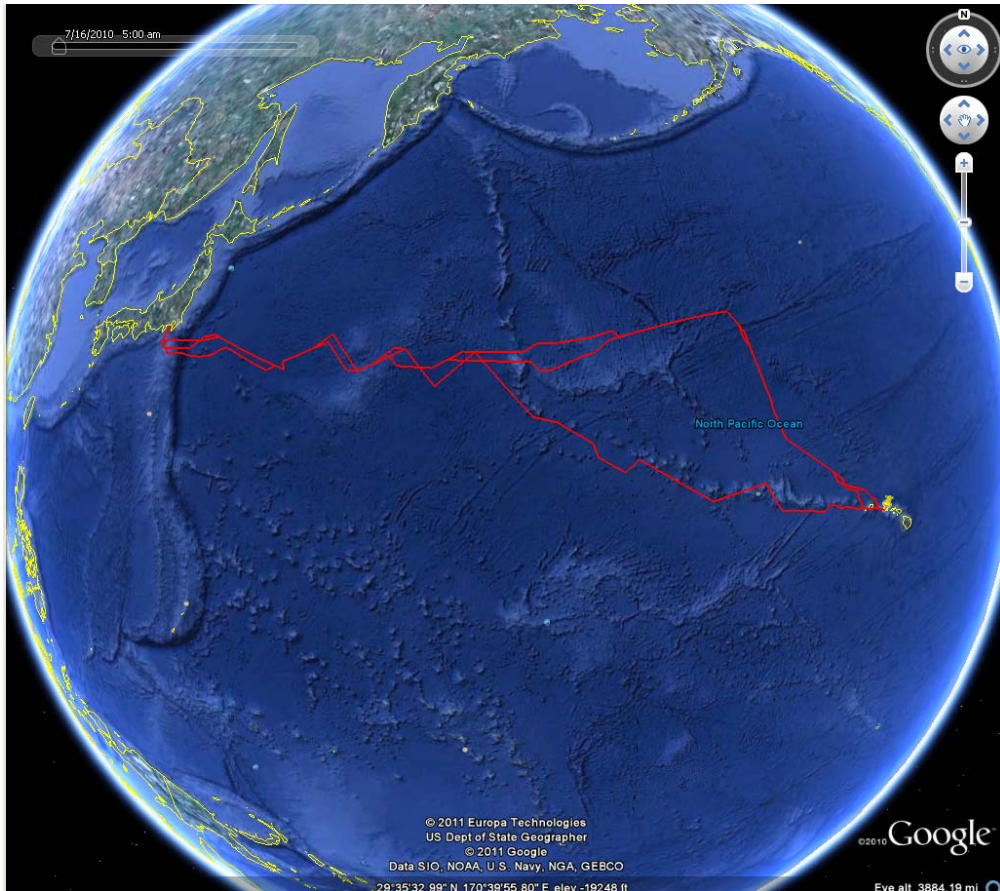 7/16/2010 5:00 am
N
North Pacific Ocean
© 2011 Europa Technologies
US Dept of State Geographer
© 2011 Google
Data SIO, NOAA, U.S. Navy, NGA, GEBCO
©2010 Google
29°35'32.99" N 170°39'55.80" E elev -19248 ft
Eye alt 3884.19 mi